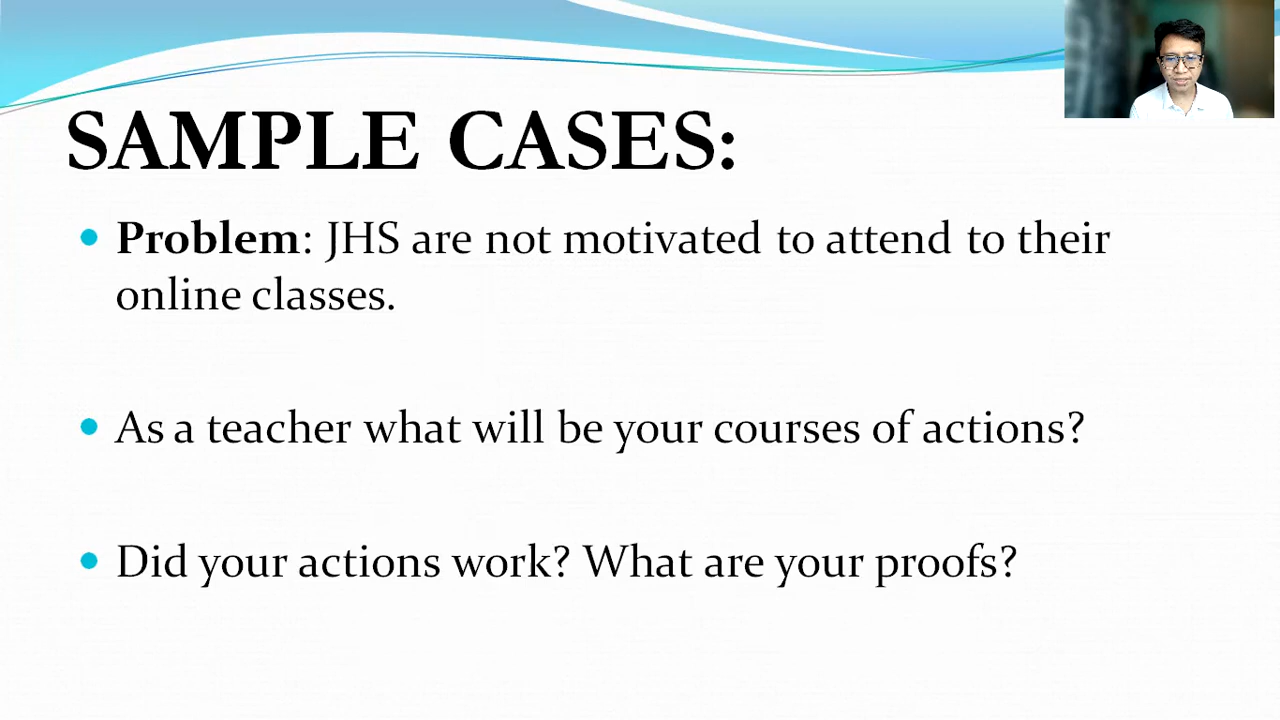 SAMPLE CASES:
Problem: JHS are not motivated to attend to their
online classes.
As a teacher what will be your courses of actions?
Did your actions work? What are your proofs?